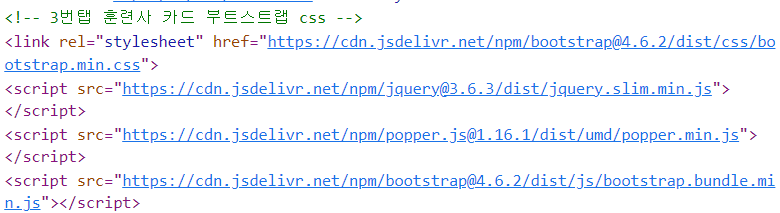 <!-- 3번탭 훈련사 카드 부트스트랩 css -->
<link rel="stylesheet" href="https://cdn.jsdelivr.net/npm/bootstrap@4.6.2/dist/css/bo
otstrap.min.css">
<script src="https://cdn.jsdelivr.net/npm/jquery@3.6.3/dist/jquery.slim.min.js">
</script>
<script src="https://cdn.jsdelivr.net/npm/popper.js@1.16.1/dist/umd/popper.min.js">
</script>
<script src="https://cdn.jsdelivr.net/npm/bootstrap@4.6.2/dist/js/bootstrap.bundle.mi
n.js"></script>